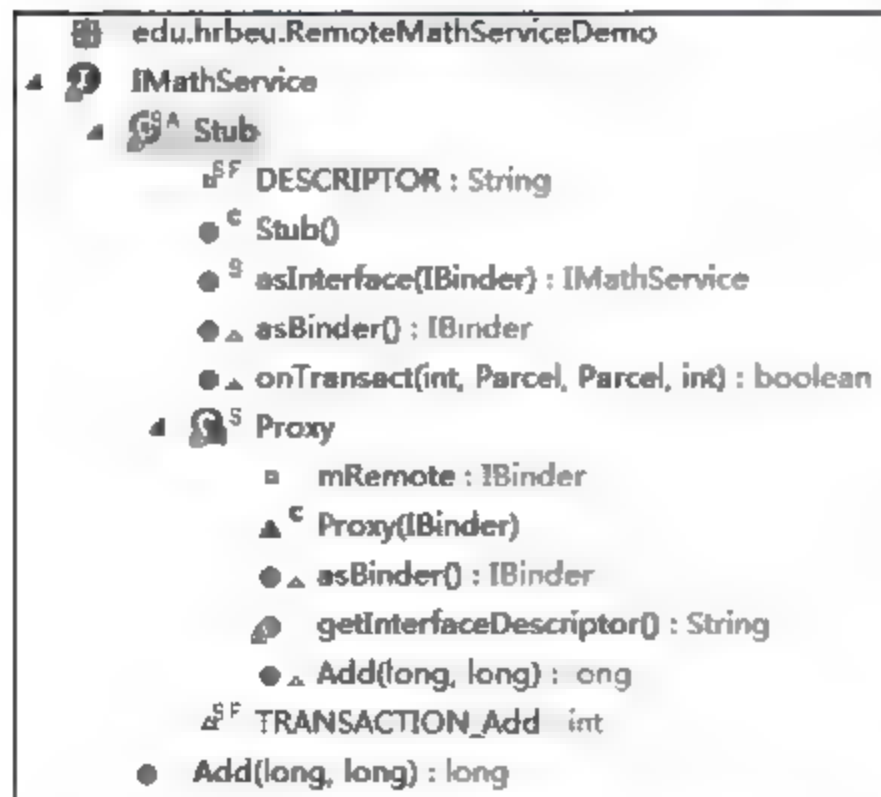 edu.hrbeu.RemoteMathServiceDemo
IMathService
S A Stub
S F DESCRIPTOR : String
c Stub()
S asInterface(IBinder) : IMathService
asBinder() : IBinder
onTransact(int, Parcel, Parcel, int) : boolean
S Proxy
mRemote : IBinder
c Proxy(IBinder)
asBinder() : IBinder
getInterfaceDescriptor() : String
Add(long, long) : ong
S F TRANSACTION_Add int
Add(long, long) : long